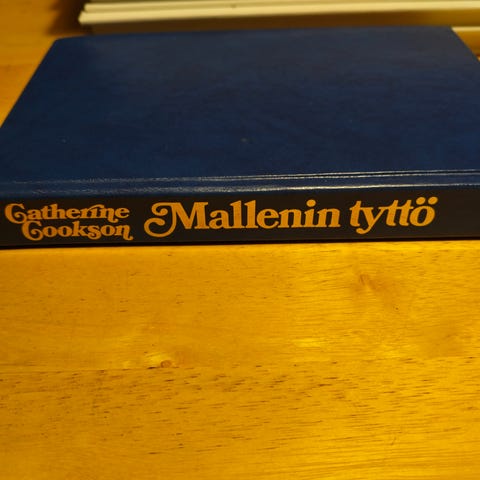 Catherine
Cookson
Mallenin tyttö